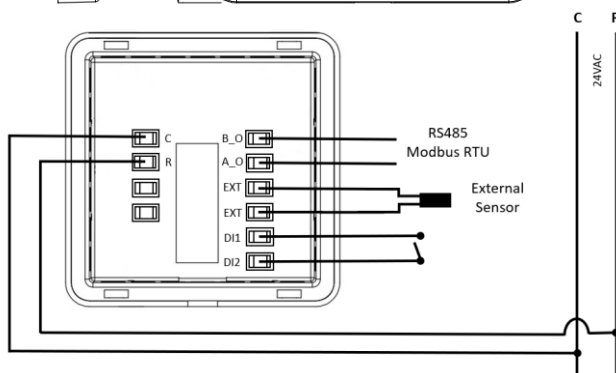 C R
24VAC
C
R
B_O
A_O
EXT
EXT
DI1
DI2
RS485
Modbus RTU
External
Sensor